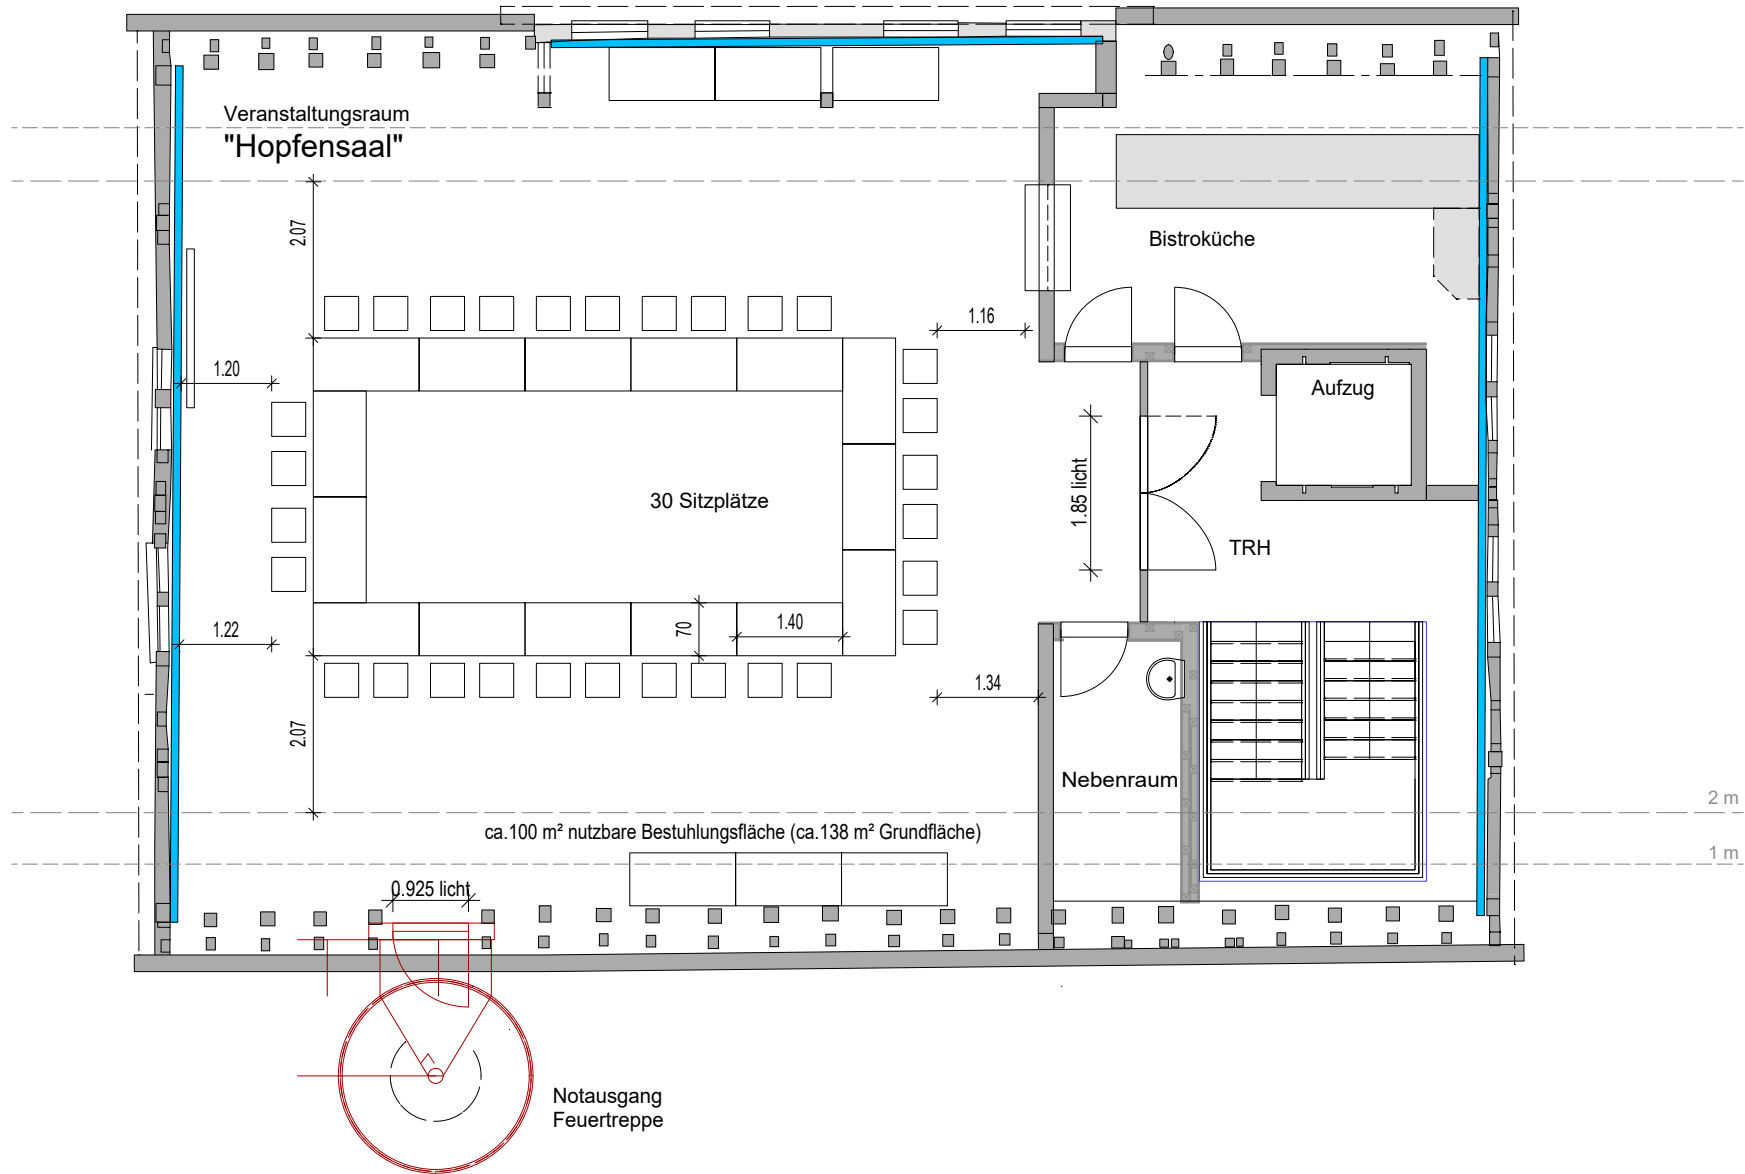 Veranstaltungsraum
"Hopfensaal"
2.07
Bistroküche
1.16
1.20
Aufzug
30 Sitzplätze
1.85 licht
TRH
1.22
70
1.40
1.34
2.07
Nebenraum
2 m
ca.100 m² nutzbare Bestuhlungsfläche (ca.138 m² Grundfläche)
1 m
0.925 licht
Notausgang
Feuertreppe